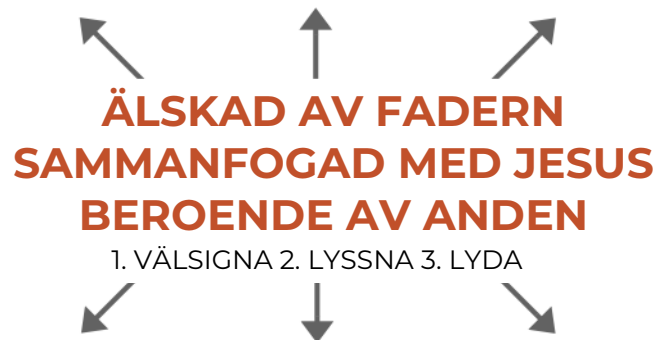 ÄLSKAD AV FADERN
SAMMANFOGAD MED JESUS
BEROENDE AV ANDEN
1. VÄLSIGNA 2. LYSSNA 3. LYDA